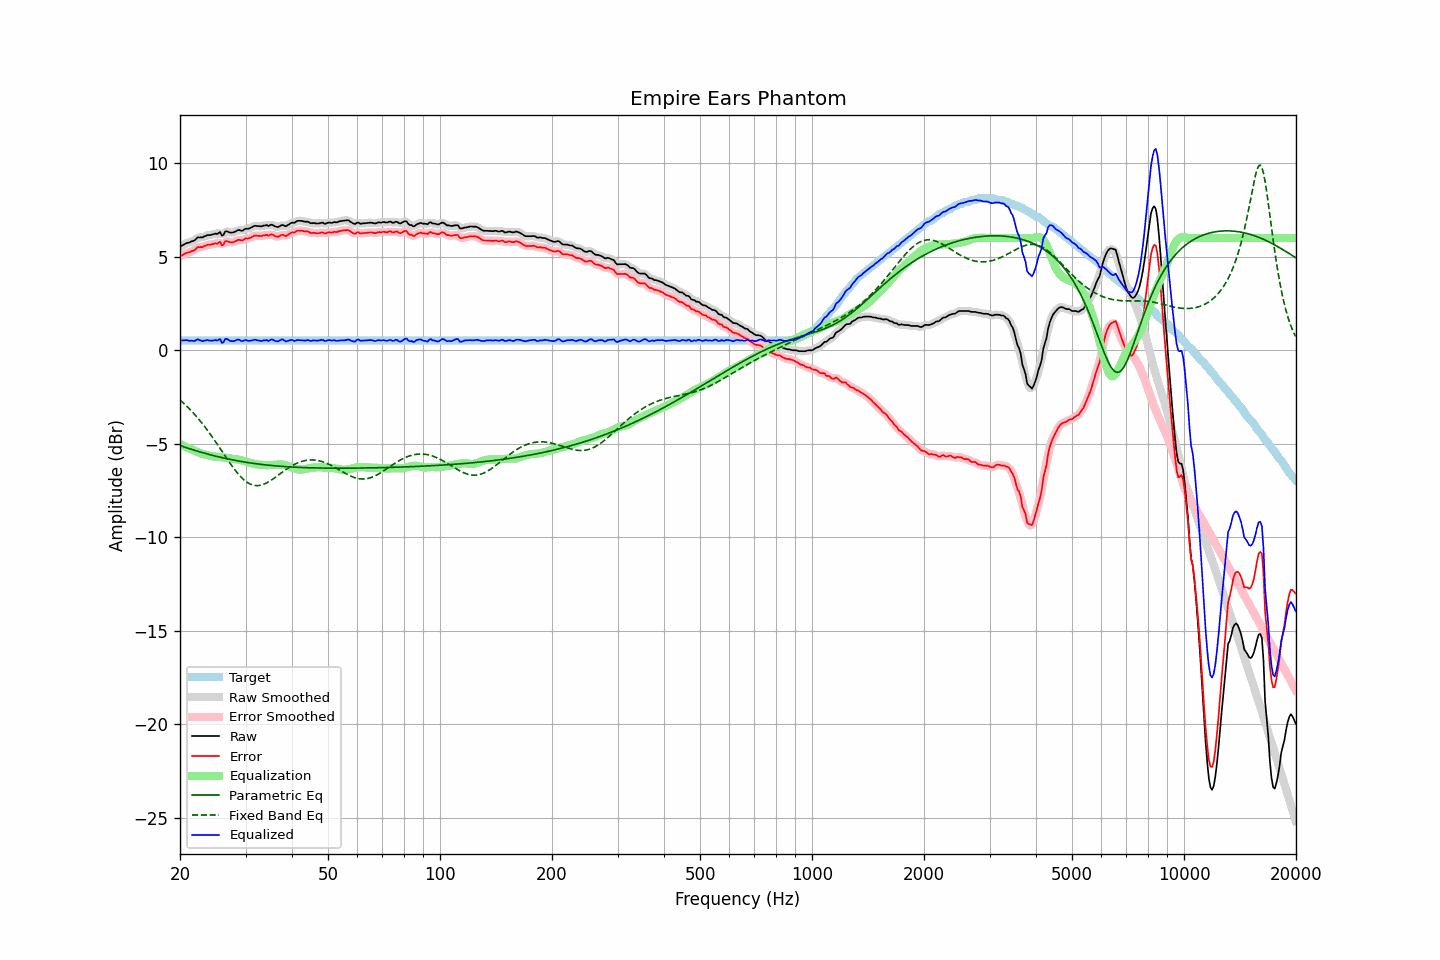 Empire Ears Phantom
Amplitude (dBr)
10
5
0
−5
−10
−15
−20
−25
Target
Raw Smoothed
Error Smoothed
Raw
Error
Equalization
Parametric Eq
Fixed Band Eq
Equalized
20 50 100 200 500 1000 2000 5000 10000 20000
Frequency (Hz)